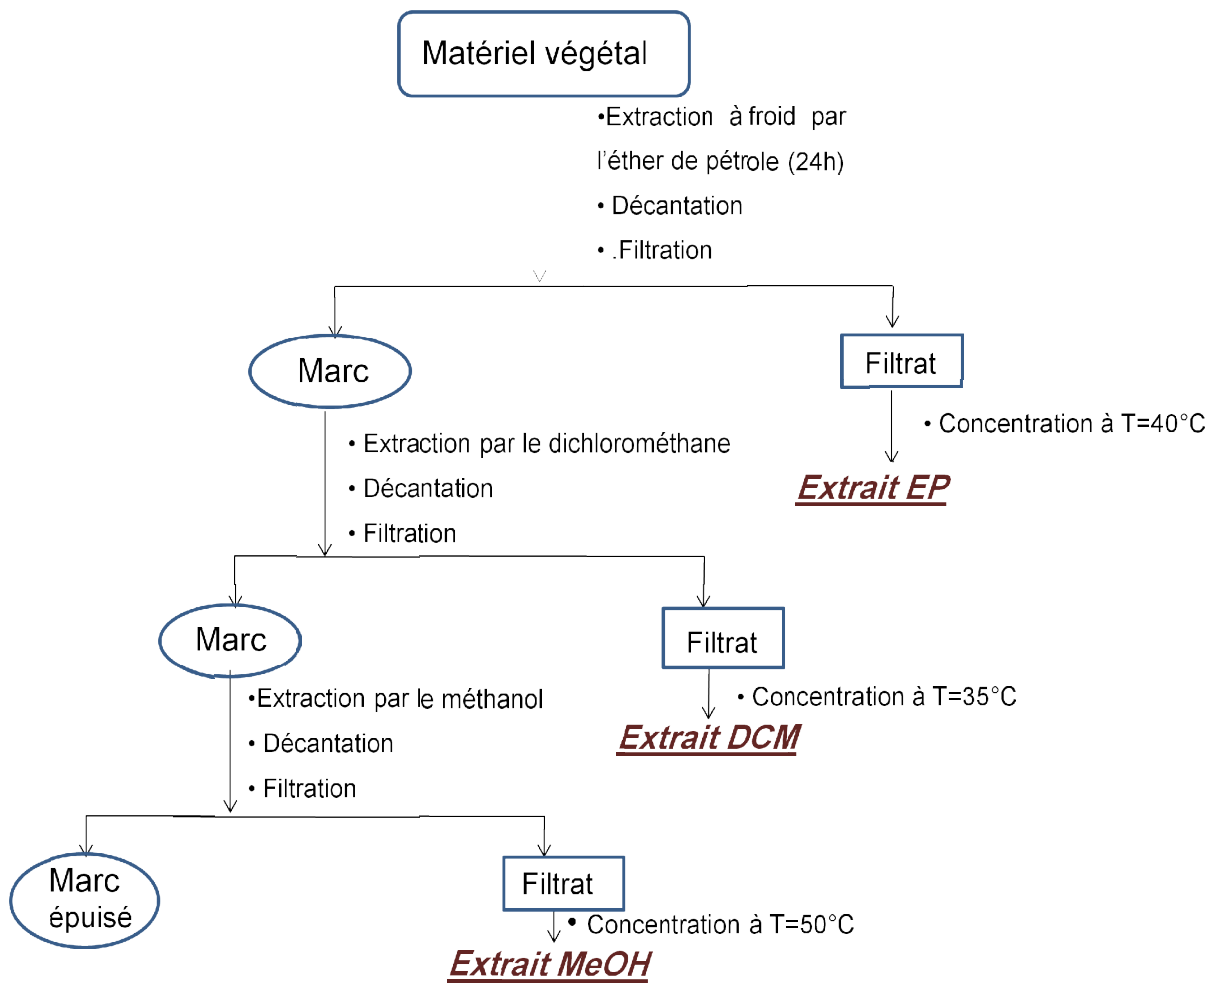 Matériel végétal
•Extraction à froid par
l'éther de pétrole (24h)
• Décantation
• .Filtration
Marc
Filtrat
• Concentration à T=40°C
Extrait EP
• Extraction par le dichlorométhane
• Décantation
• Filtration
Marc
Filtrat
• Concentration à T=35°C
Extrait DCM
•Extraction par le méthanol
• Décantation
• Filtration
Marc
épuisé
Filtrat
• Concentration à T=50°C
Extrait MeOH